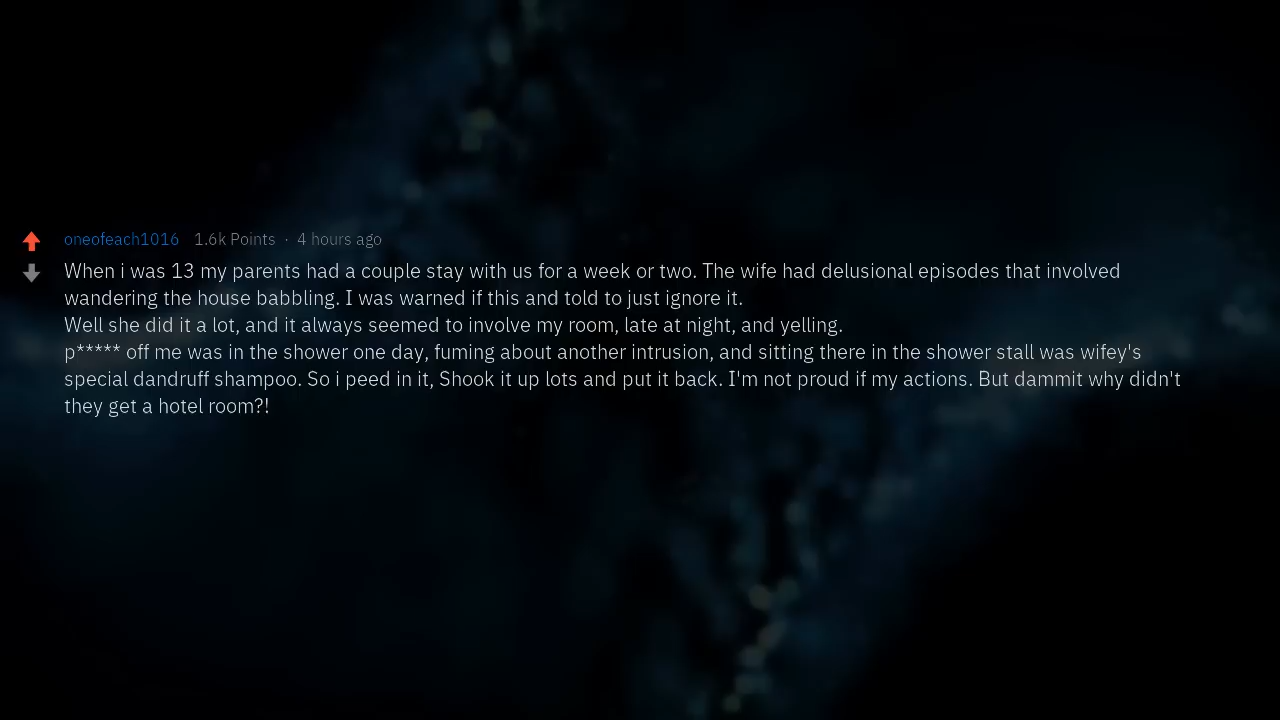 oneofeach1016 1.6k Points · 4 hours ago
When i was 13 my parents had a couple stay with us for a week or two. The wife had delusional episodes that involved
wandering the house babbling. I was warned if this and told to just ignore it.
Well she did it a lot, and it always seemed to involve my room, late at night, and yelling.
p***** off me was in the shower one day, fuming about another intrusion, and sitting there in the shower stall was wifey's
special dandruff shampoo. So i peed in it, Shook it up lots and put it back. I'm not proud if my actions. But dammit why didn't
they get a hotel room?!